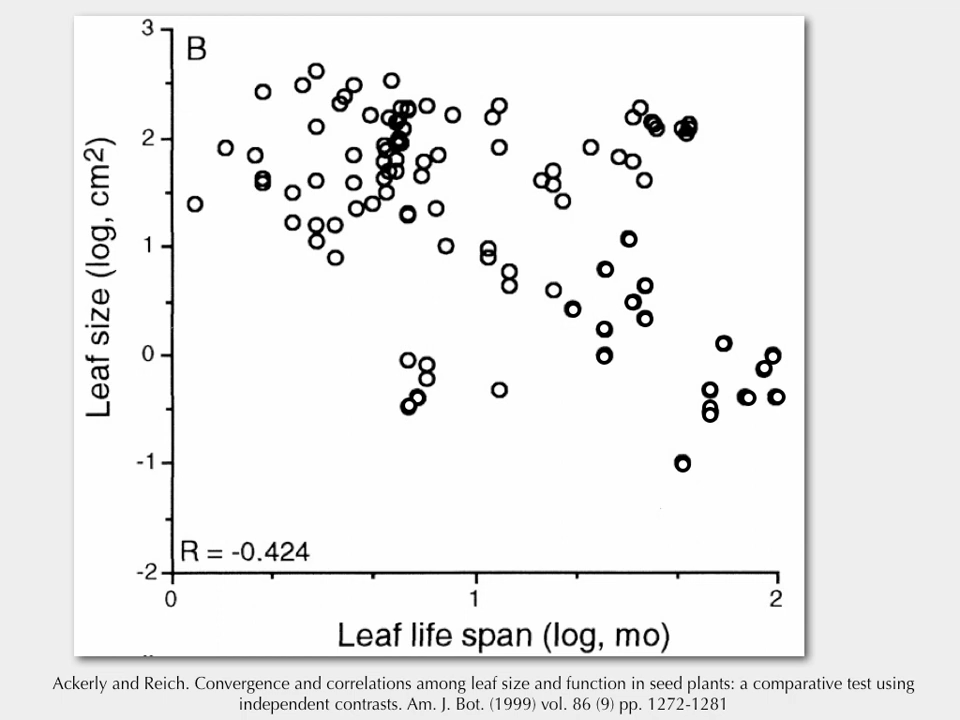 B
3
2
1
0
-1
-2
Leaf size (log, cm2)
R = -0.424
0 1 2
Leaf life span (log, mo)
Ackerly and Reich. Convergence and correlations among leaf size and function in seed plants: a comparative test using
independent contrasts. Am. J. Bot. (1999) vol. 86 (9) pp. 1272-1281